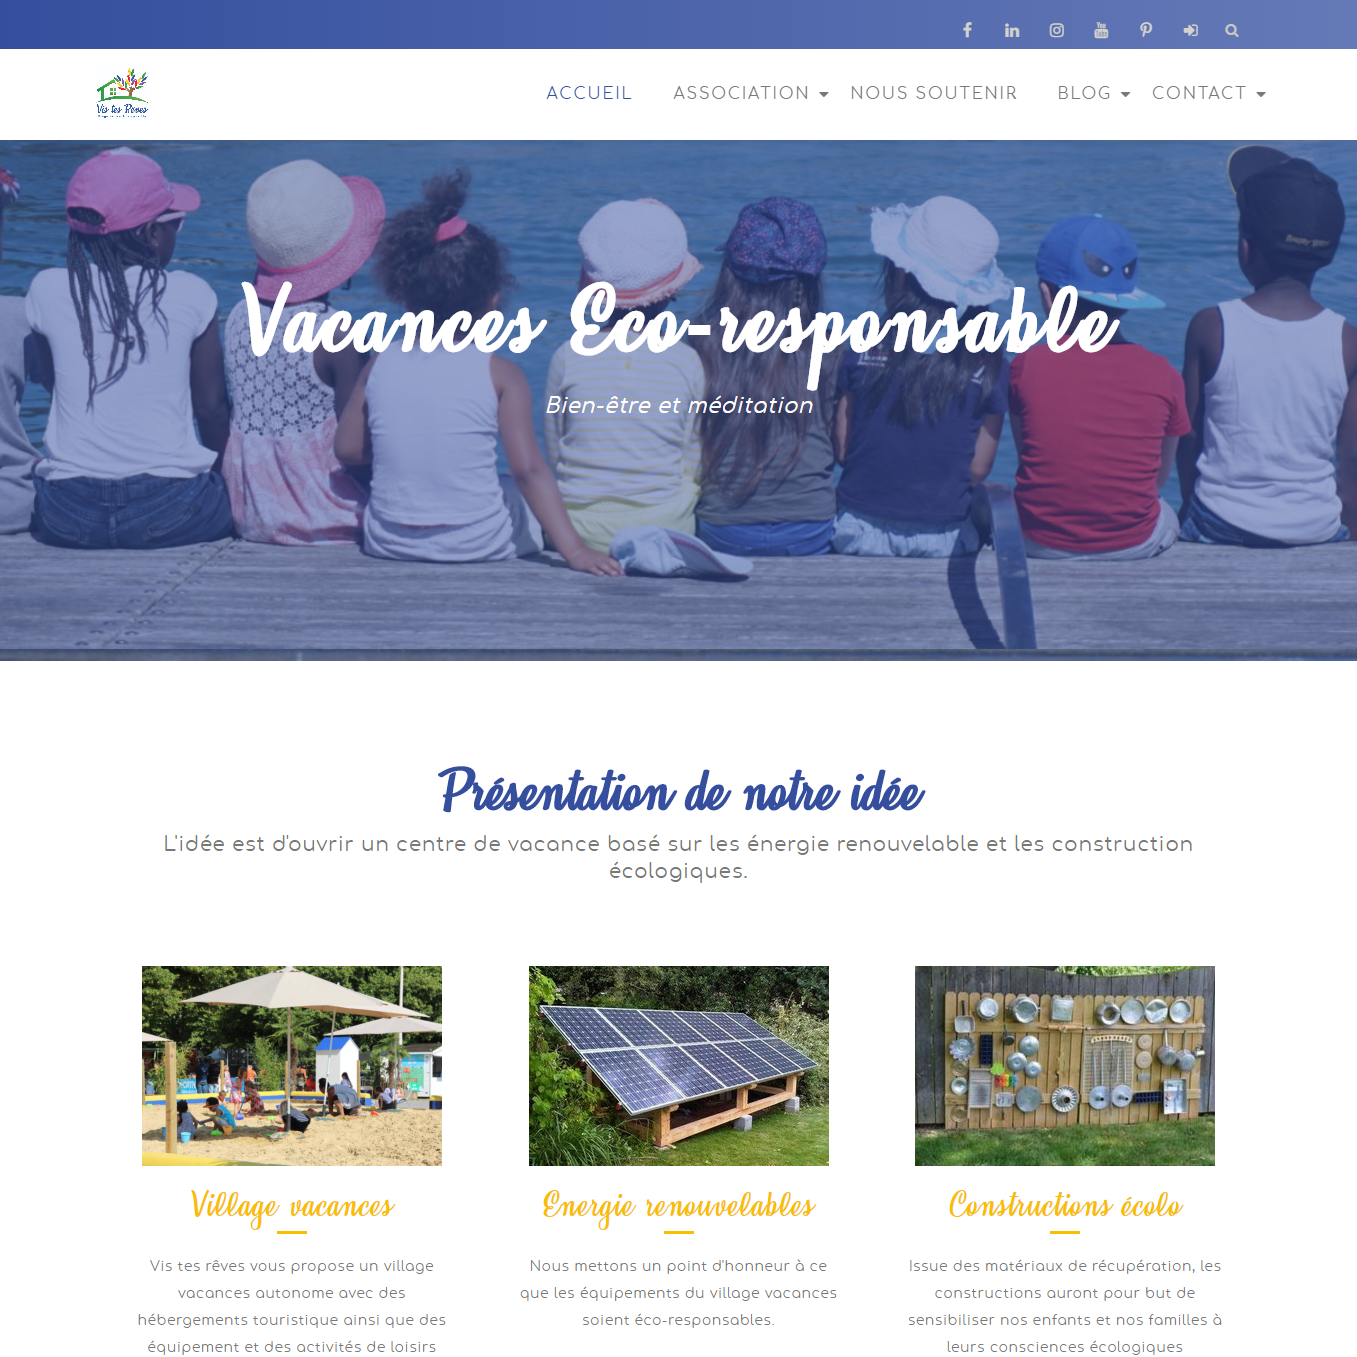 Vis tes Rêves
ACCUEIL ASSOCIATION NOUS SOUTENIR BLOG CONTACT
Vacances Eco-responsable
Bien-être et méditation
Présentation de notre idée
L'idée est d'ouvrir un centre de vacance basé sur les énergie renouvelable et les construction
écologiques.
Village vacances
Energie renouvelables
Constructions écolo
Vis tes rêves vous propose un village
vacances autonome avec des
hébergements touristique ainsi que des
équipement et des activités de loisirs
Nous mettons un point d'honneur à ce
que les équipements du village vacances
soient éco-responsables.
Issue des matériaux de récupération, les
constructions auront pour but de
sensibiliser nos enfants et nos familles à
leurs consciences écologiques